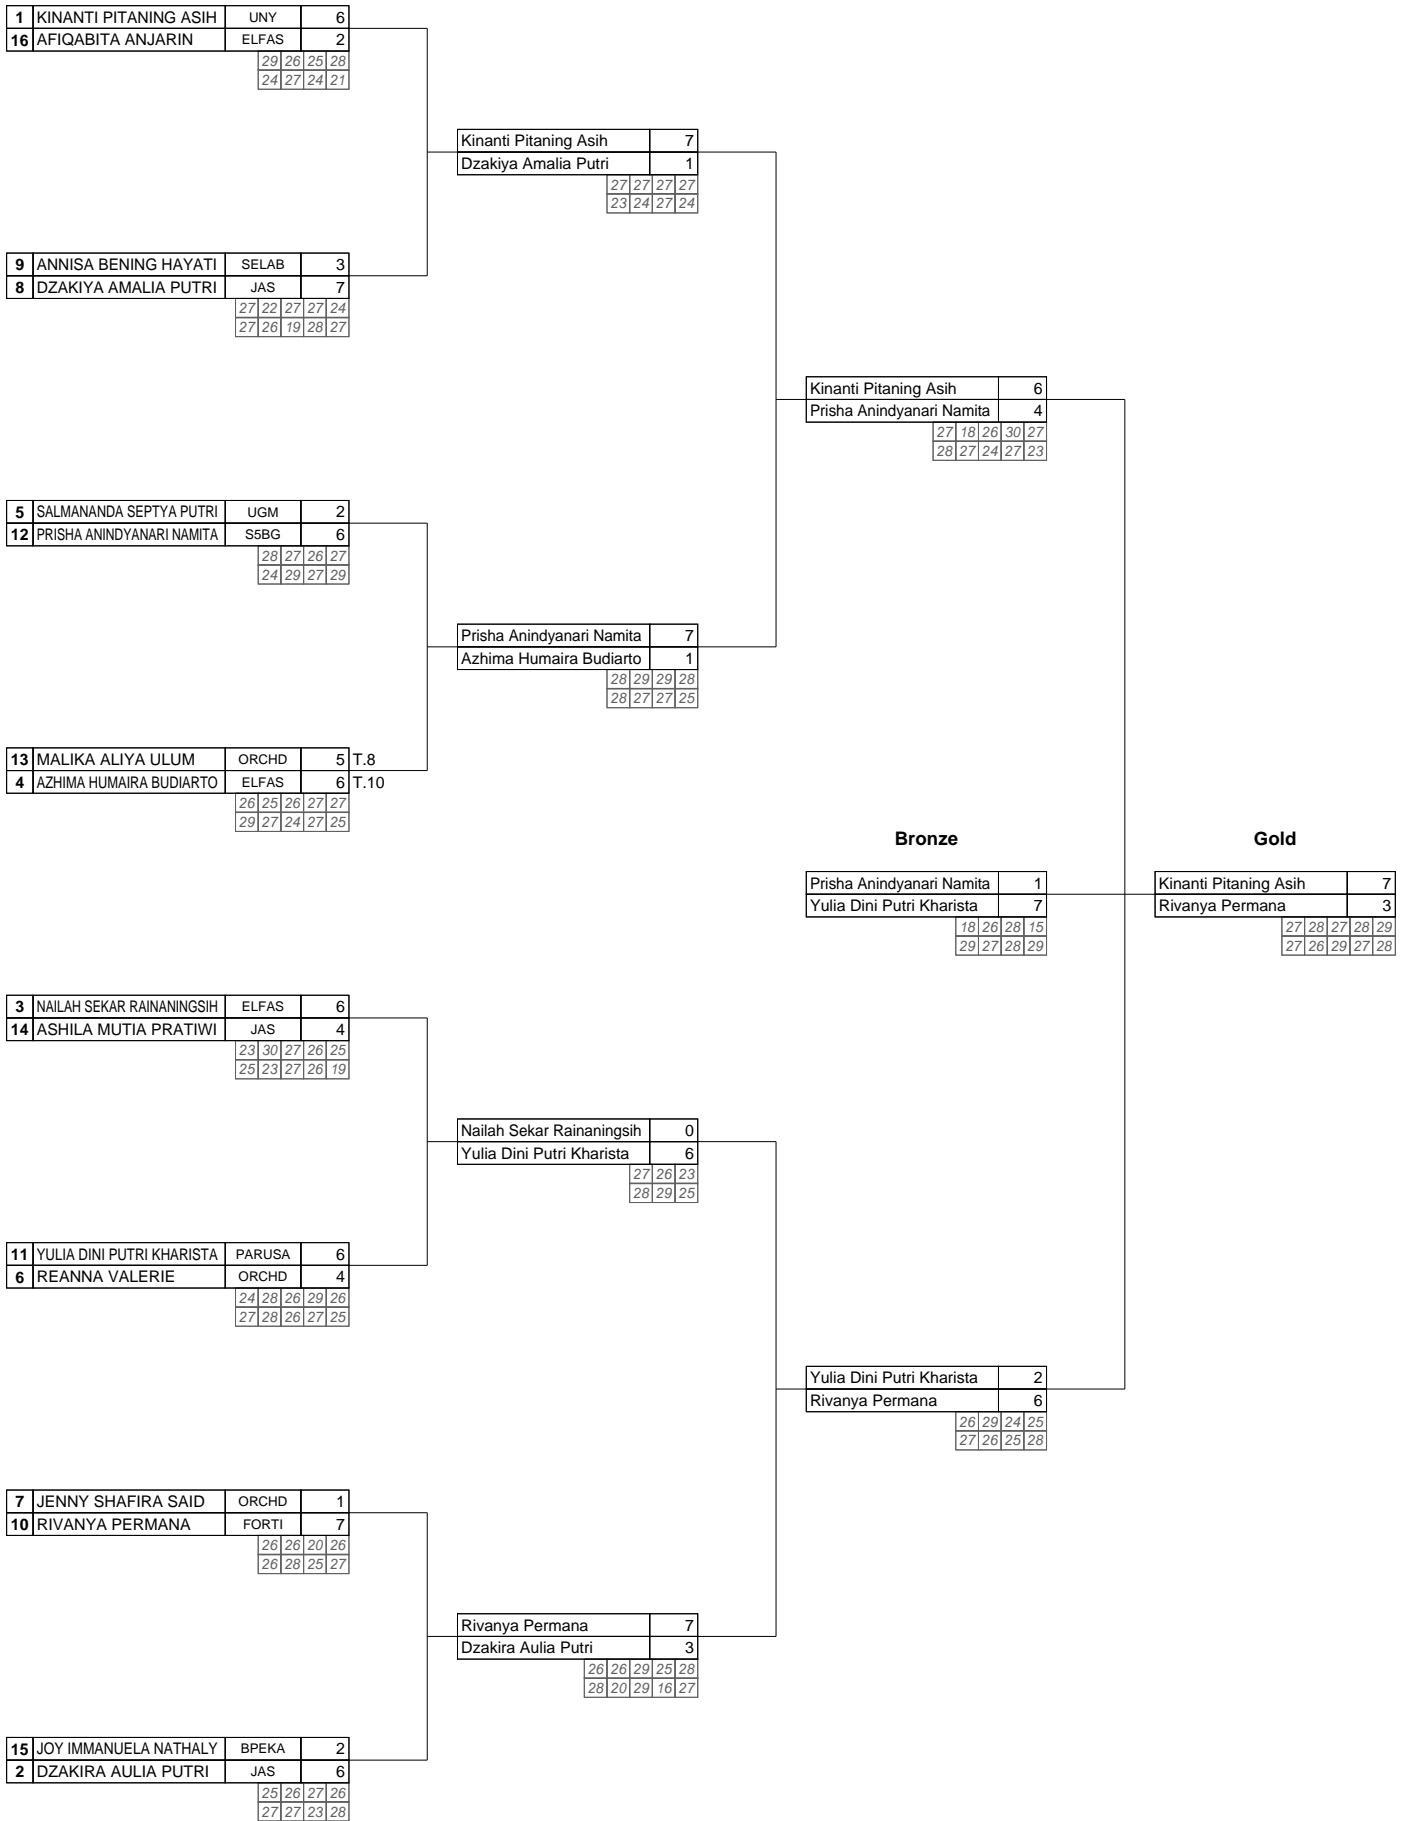 1 KINANTI PITANING ASIH UNY 6
16 AFIQABITA ANJARIN ELFAS 2
29 26 25 28
24 27 24 21
Kinanti Pitaning Asih 7
Dzakiya Amalia Putri 1
27 27 27 27
23 24 27 24
9 ANNISA BENING HAYATI SELAB 3
8 DZAKIYA AMALIA PUTRI JAS 7
27 22 27 27 24
27 26 19 28 27
Kinanti Pitaning Asih 6
Prisha Anindyanari Namita 4
27 18 26 30 27
28 27 24 27 23
5 SALMANANDA SEPTYA PUTRI UGM 2
12 PRISHA ANINDYANARI NAMITA S5BG 6
28 27 26 27
24 29 27 29
Prisha Anindyanari Namita 7
Azhima Humaira Budiarto 1
28 29 29 28
28 27 27 25
13 MALIKA ALIYA ULUM ORCHD 5 T.8
4 AZHIMA HUMAIRA BUDIARTO ELFAS 6 T.10
26 25 26 27 27
29 27 24 27 25
Bronze Gold
Prisha Anindyanari Namita 1 Kinanti Pitaning Asih 7
Yulia Dini Putri Kharista 7 Rivanya Permana 3
18 26 28 15 27 28 27 28 29
29 27 28 29 27 26 29 27 28
3 NAILAH SEKAR RAINANINGSIH ELFAS 6
14 ASHILA MUTIA PRATIWI JAS 4
23 30 27 26 25
25 23 27 26 19
Nailah Sekar Rainaningsih 0
Yulia Dini Putri Kharista 6
27 26 23
28 29 25
11 YULIA DINI PUTRI KHARISTA PARUSA 6
6 REANNA VALERIE ORCHD 4
24 28 26 29 26
27 28 26 27 25
Yulia Dini Putri Kharista 2
Rivanya Permana 6
26 29 24 25
27 26 25 28
7 JENNY SHAFIRA SAID ORCHD 1
10 RIVANYA PERMANA FORTI 7
26 26 20 26
26 28 25 27
Rivanya Permana 7
Dzakira Aulia Putri 3
26 26 29 25 28
28 20 29 16 27
15 JOY IMMANUELA NATHALY BPEKA 2
2 DZAKIRA AULIA PUTRI JAS 6
25 26 27 26
27 27 23 28